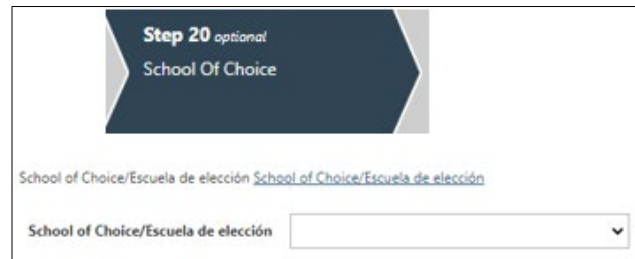 Step 20 optional
School Of Choice
School of Choice/Escuela de elección School of Choice/Escuela de elección
School of Choice/Escuela de elección